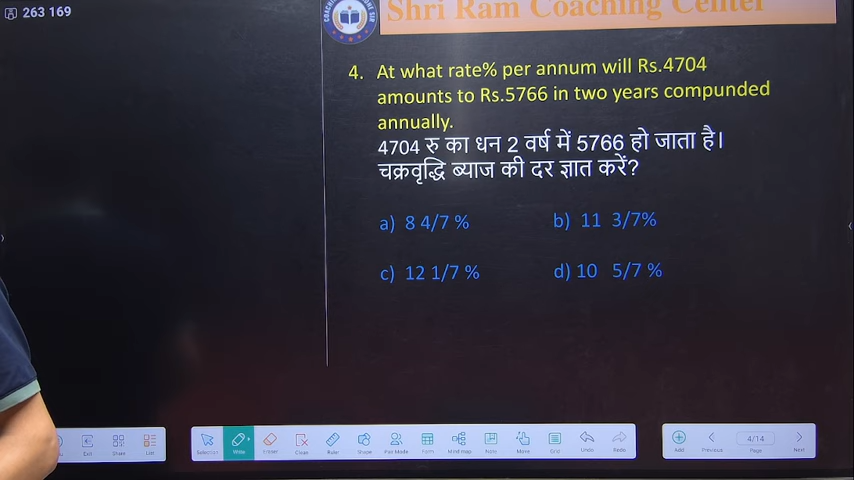 263 169
Shri Ram Coaching Center
4. At what rate% per annum will Rs.4704
amounts to Rs.5766 in two years compunded
annually.
4704 रु का धन 2 वर्ष में 5766 हो जाता है।
चक्रवृद्धि ब्याज की दर ज्ञात करें?
a) 8 4/7 % b) 11 3/7%
c) 12 1/7 % d) 10 5/7 %
Exit Share List Selection Write Eraser Clean Ruler Shape Pen Mode Form Mind map Note More Grid Undo Redo Add Previous 4/14 Page Next